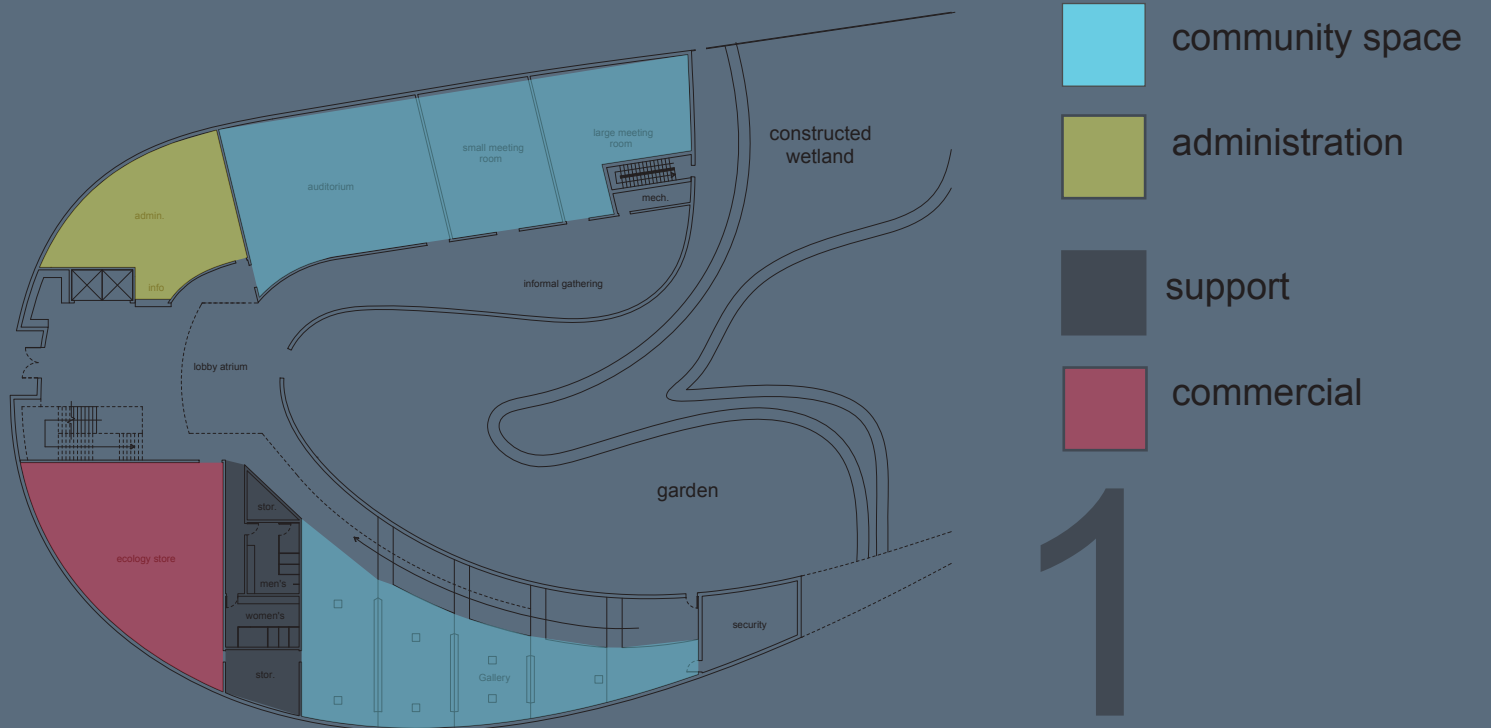 community space
administration
support
commercial
1
constructed
wetland
large meeting
room
small meeting
room
auditorium
mech.
admin.
info
informal gathering
lobby atrium
garden
stor.
ecology store
men's
women's
security
stor.
Gallery